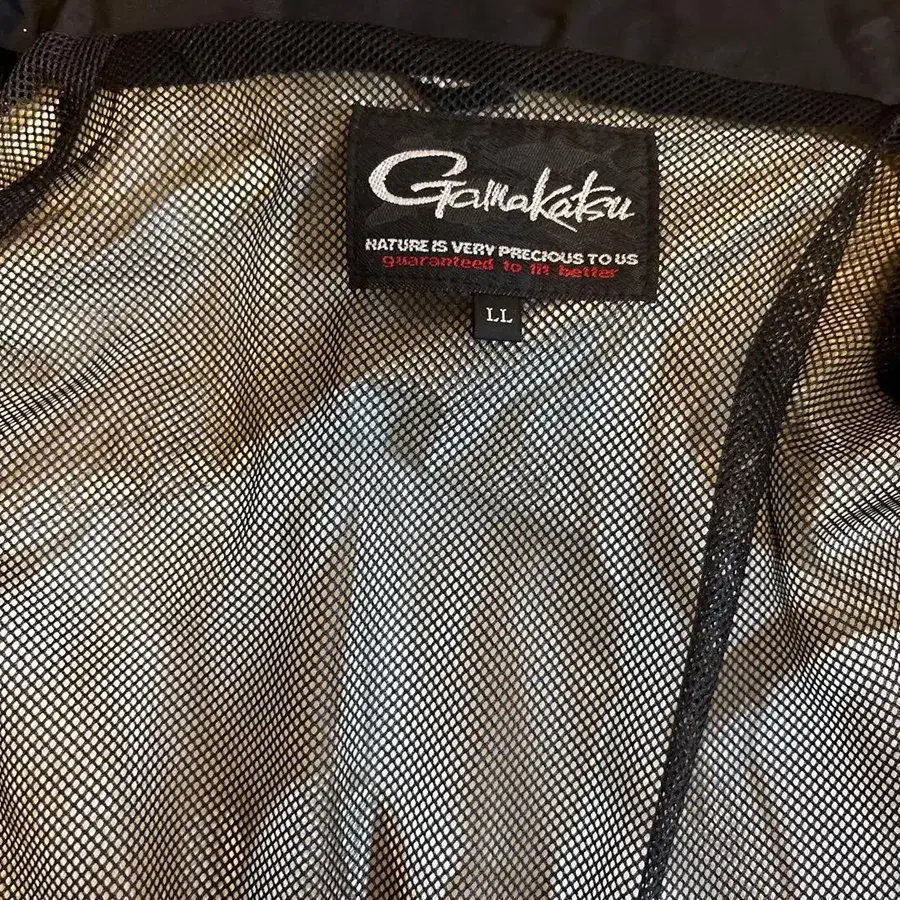 Gamakatsu
NATURE IS VERY PRECIOUS TO US
guaranteed to fit better
LL